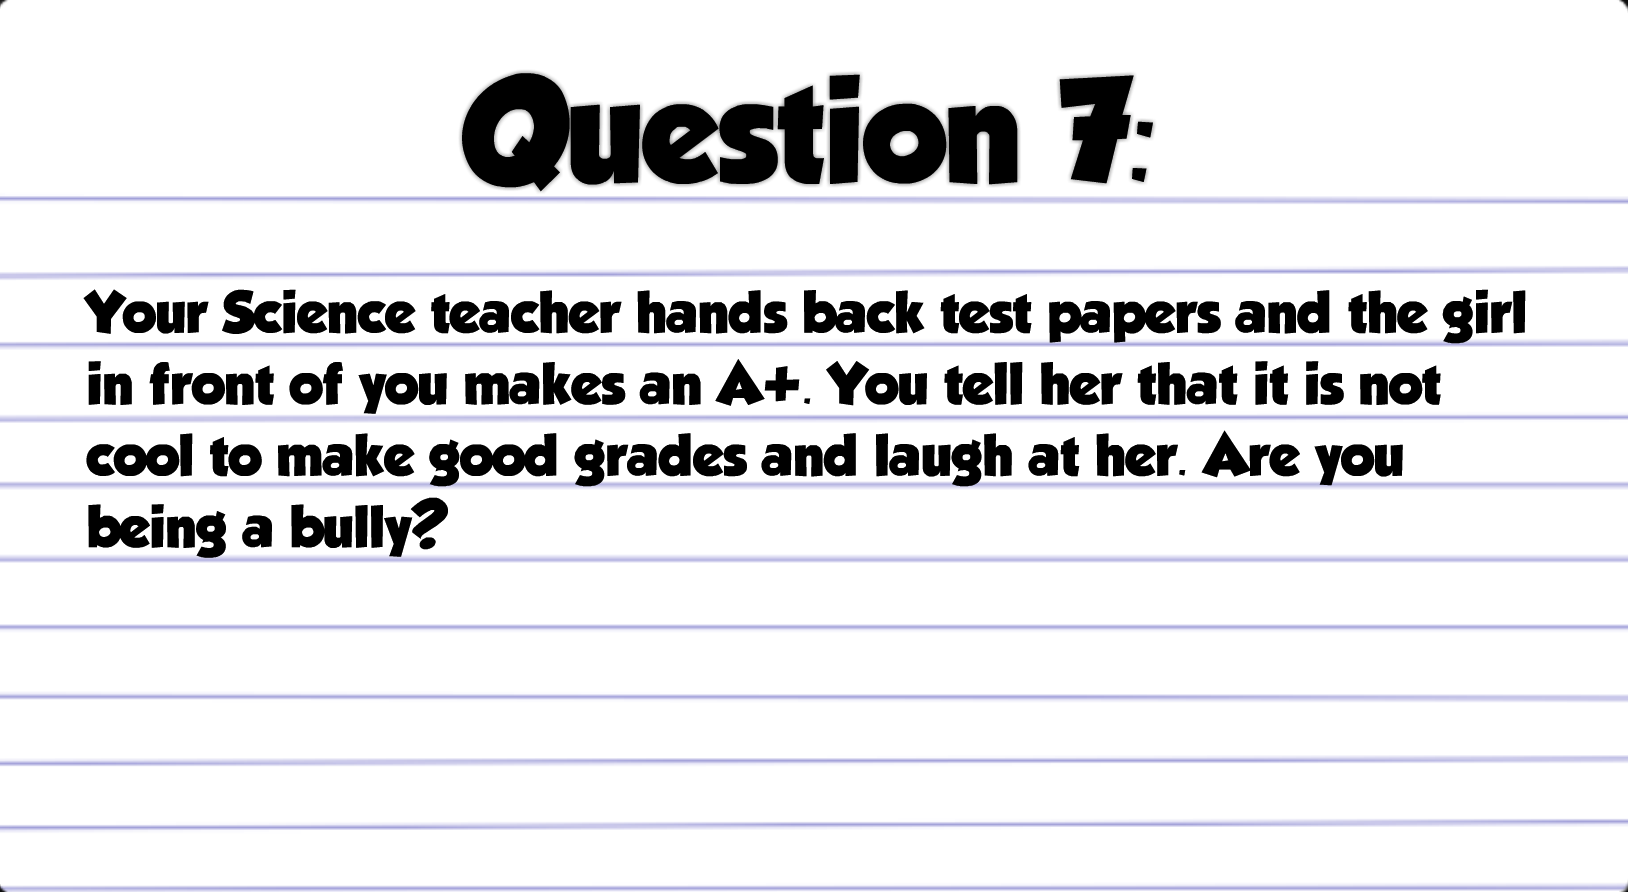 Question 7:
Your Science teacher hands back test papers and the girl
in front of you makes an A+. You tell her that it is not
cool to make good grades and laugh at her. Are you
being a bully?